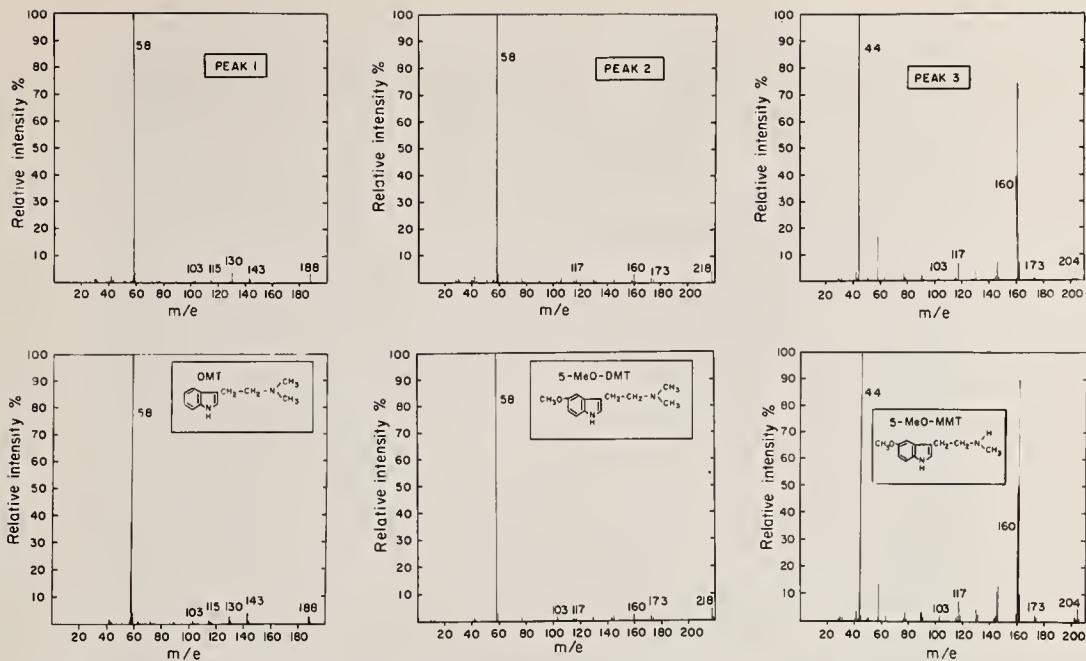 100
90
80
70
60
50
40
30
20
10
Relative intensity %
58
PEAK 1
103 115 130 143 188
20 40 60 80 100 120 140 160 180
m/e
100
90
80
70
60
50
40
30
20
10
Relative intensity %
58
PEAK 2
117 160 173 218
20 40 60 80 100 120 140 160 180 200
m/e
100
90
80
70
60
50
40
30
20
10
Relative intensity %
44
PEAK 3
160
103 117 173 204
20 40 60 80 100 120 140 160 180 200
m/e
100
90
80
70
60
50
40
30
20
10
Relative intensity %
OMT
CH2-CH2-N
CH3
CH3
N
H
58
103 115 130 143 188
20 40 60 80 100 120 140 160 180
m/e
100
90
80
70
60
50
40
30
20
10
Relative intensity %
5-MeO-DMT
CH3O
CH2-CH2-N
CH3
CH3
N
H
58
103 117 160 173 218
20 40 60 80 100 120 140 160 180 200
m/e
100
90
80
70
60
50
40
30
20
10
Relative intensity %
44
5-MeO-MMT
CH3O
CH2-CH2-N
H
CH3
N
H
160
103 117 173 204
20 40 60 80 100 120 140 160 180 200
m/e